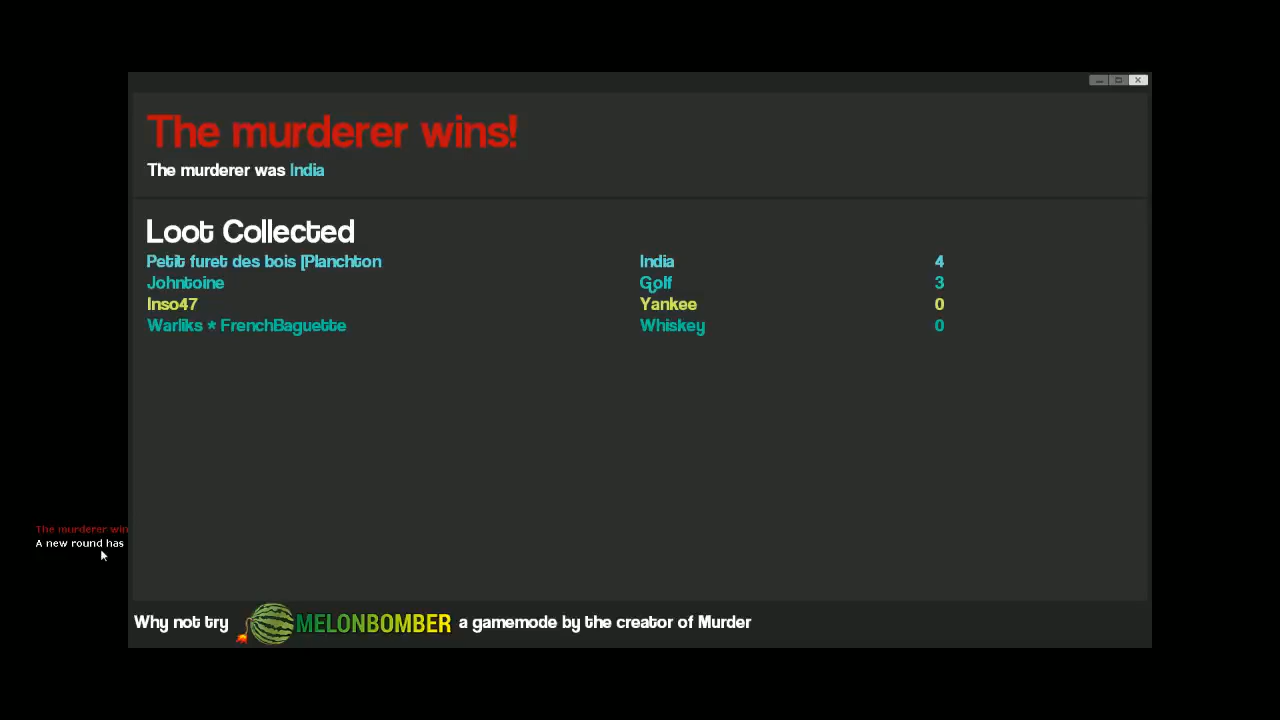 The murderer wins!
The murderer was India
Loot Collected
Petit furet des bois [Planchton India 4
Johntoine Golf 3
Inso47 Yankee 0
Warliks * FrenchBaguette Whiskey 0
The murderer win
A new round has
Why not try MELONBOMBER a gamemode by the creator of Murder